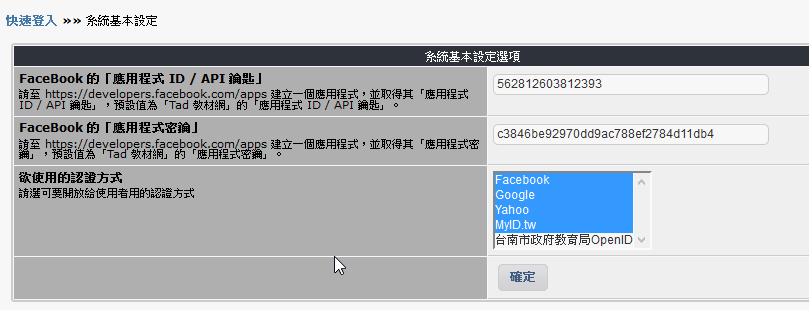 快速登入 »» 系統基本設定
系統基本設定選項
FaceBook 的「應用程式 ID / API 鑰匙」
請至 https://developers.facebook.com/apps 建立一個應用程式，並取得其「應用程式
ID / API 鑰匙」，預設值為「Tad 教材網」的「應用程式 ID / API 鑰匙」。
562812603812393
FaceBook 的「應用程式密鑰」
請至 https://developers.facebook.com/apps 建立一個應用程式，並取得其「應用程式密
鑰」，預設值為「Tad 教材網」的「應用程式密鑰」。
c3846be92970dd9ac788ef2784d11db4
欲使用的認證方式
請選可要開放給使用者用的認證方式
Facebook
Google
Yahoo
MyID.tw
台南市政府教育局OpenID
確定